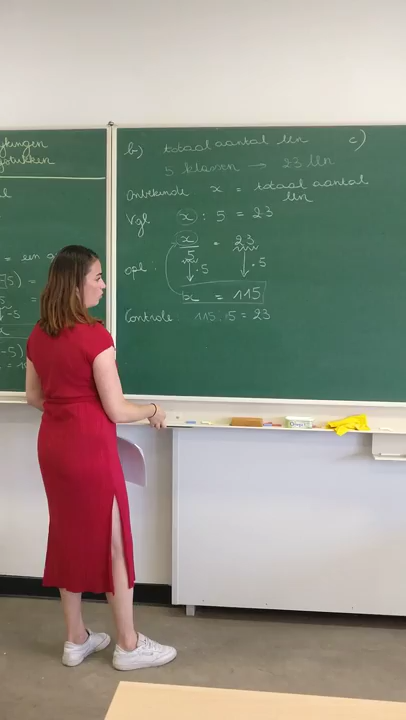 b) totaal aantal lln c)
5 klassen → 23 lln
Onbekende x = totaal aantal
lln
Vgl x : 5 = 23
x/5 = 23
opl: ·5 ·5
x = 115
Controle: 115 : 5 = 23
= een g